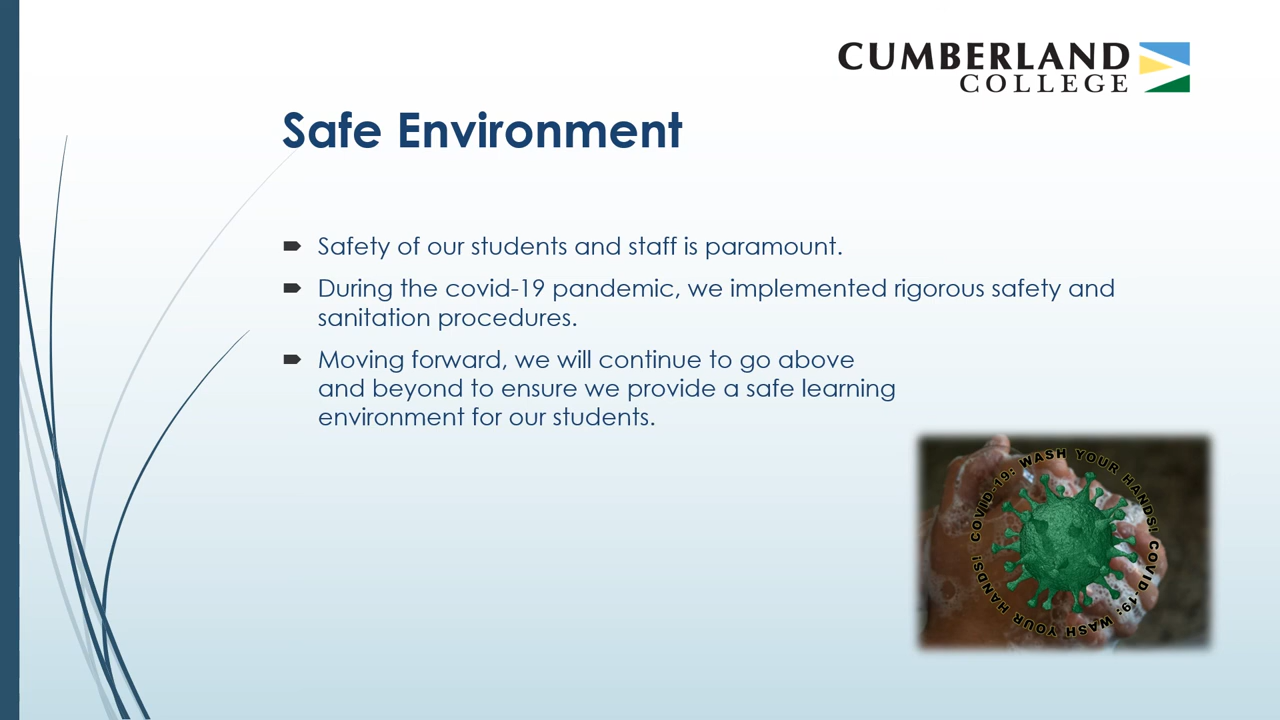 CUMBERLAND
COLLEGE
Safe Environment
Safety of our students and staff is paramount.
During the covid-19 pandemic, we implemented rigorous safety and
sanitation procedures.
Moving forward, we will continue to go above
and beyond to ensure we provide a safe learning
environment for our students.
COVID-19: WASH YOUR HANDS! COVID-19: WASH YOUR HANDS!